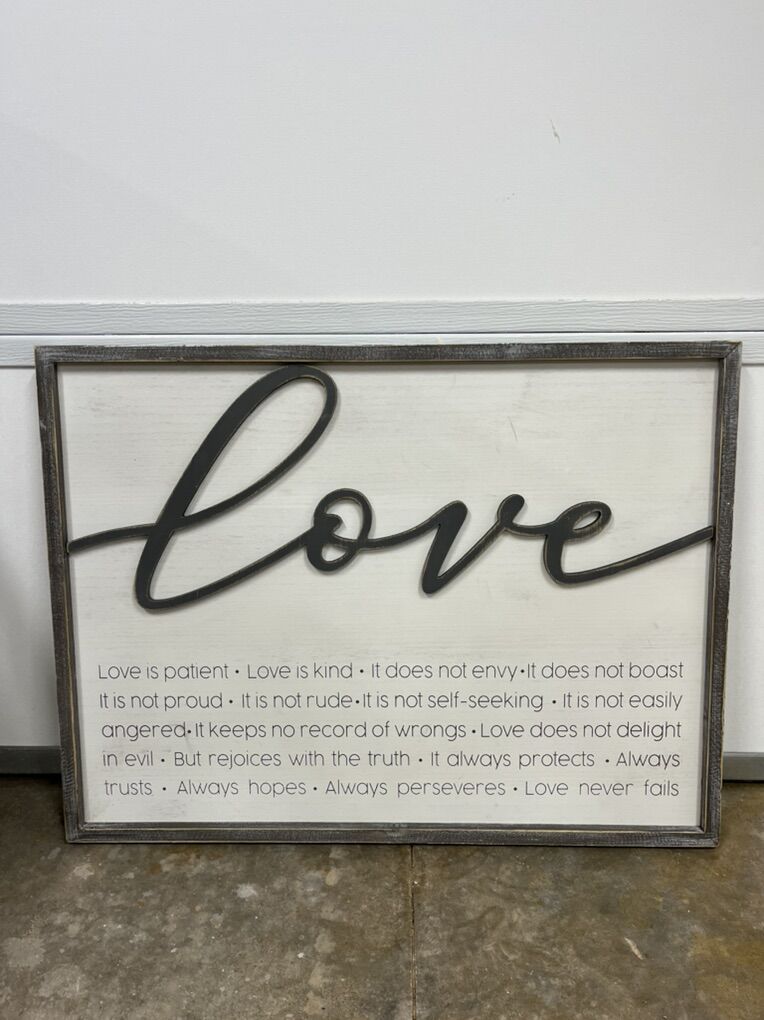 love
Love is patient • Love is kind • It does not envy•It does not boast
It is not proud • It is not rude•It is not self-seeking • It is not easily
angered•It keeps no record of wrongs • Love does not delight
in evil • But rejoices with the truth • It always protects • Always
trusts • Always hopes • Always perseveres • Love never fails